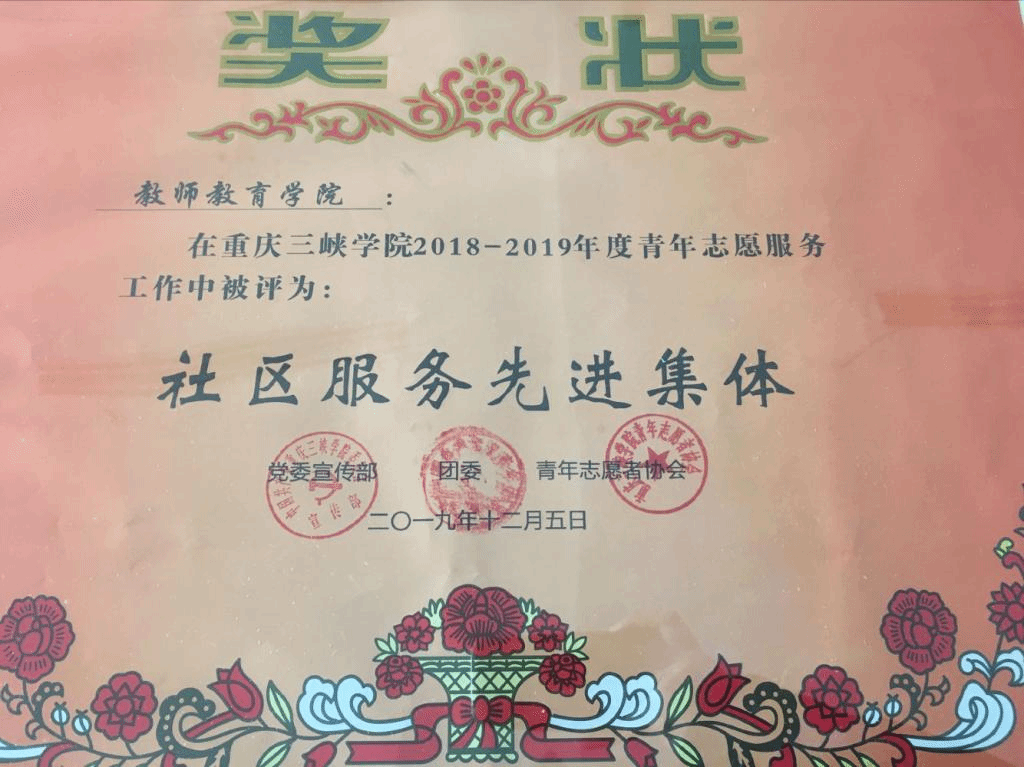 奖 状
教师教育学院：
在重庆三峡学院2018-2019年度青年志愿服务
工作中被评为：
社区服务先进集体
党委宣传部 团委 青年志愿者协会
二〇一九年十二月五日